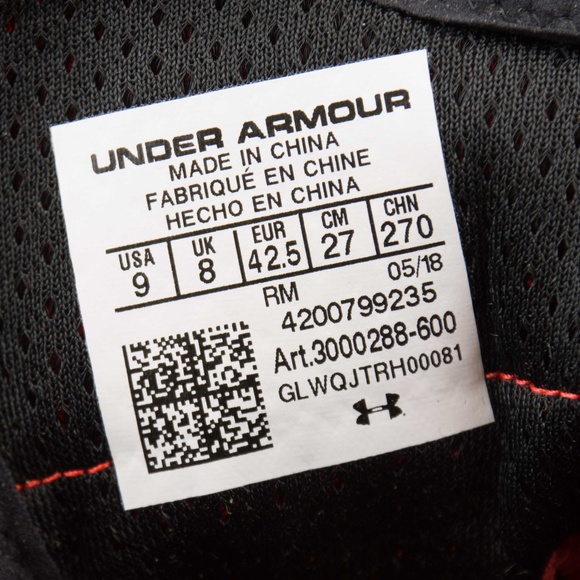 UNDER ARMOUR
MADE IN CHINA
FABRIQUÉ EN CHINE
HECHO EN CHINA
USA UK EUR CM CHN
9 8 42.5 27 270
RM 05/18
4200799235
Art.3000288-600
GLWQJTRH00081